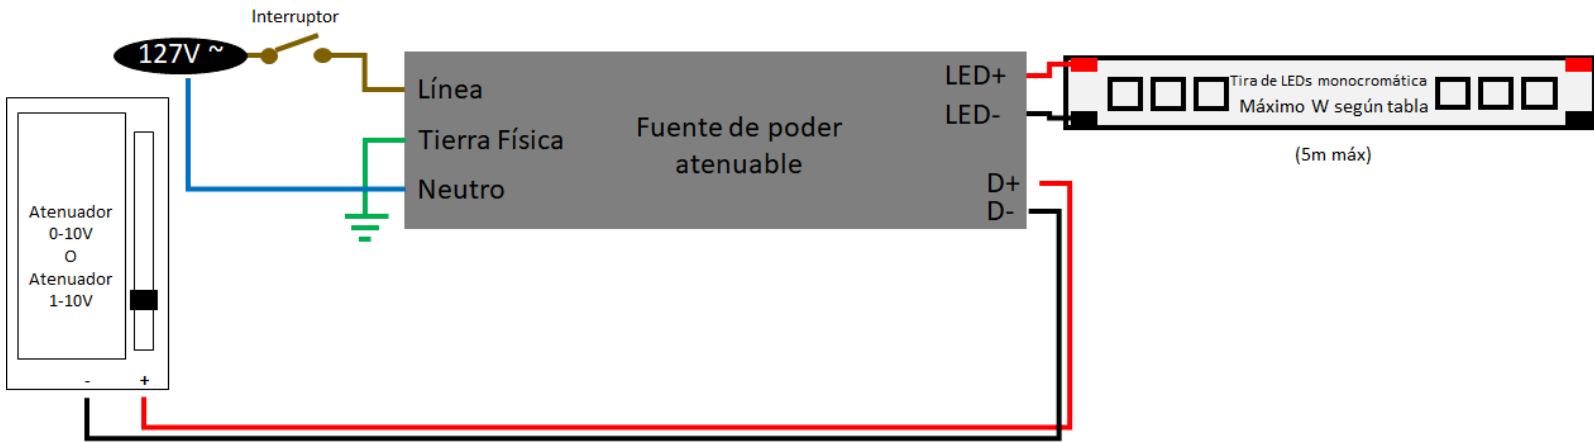 Interruptor
127V ~
Línea
Tierra Física
Neutro
Fuente de poder
atenuable
LED+
LED-
D+
D-
Tira de LEDs monocromática
Máximo W según tabla
(5m máx)
Atenuador
0-10V
O
Atenuador
1-10V
- +